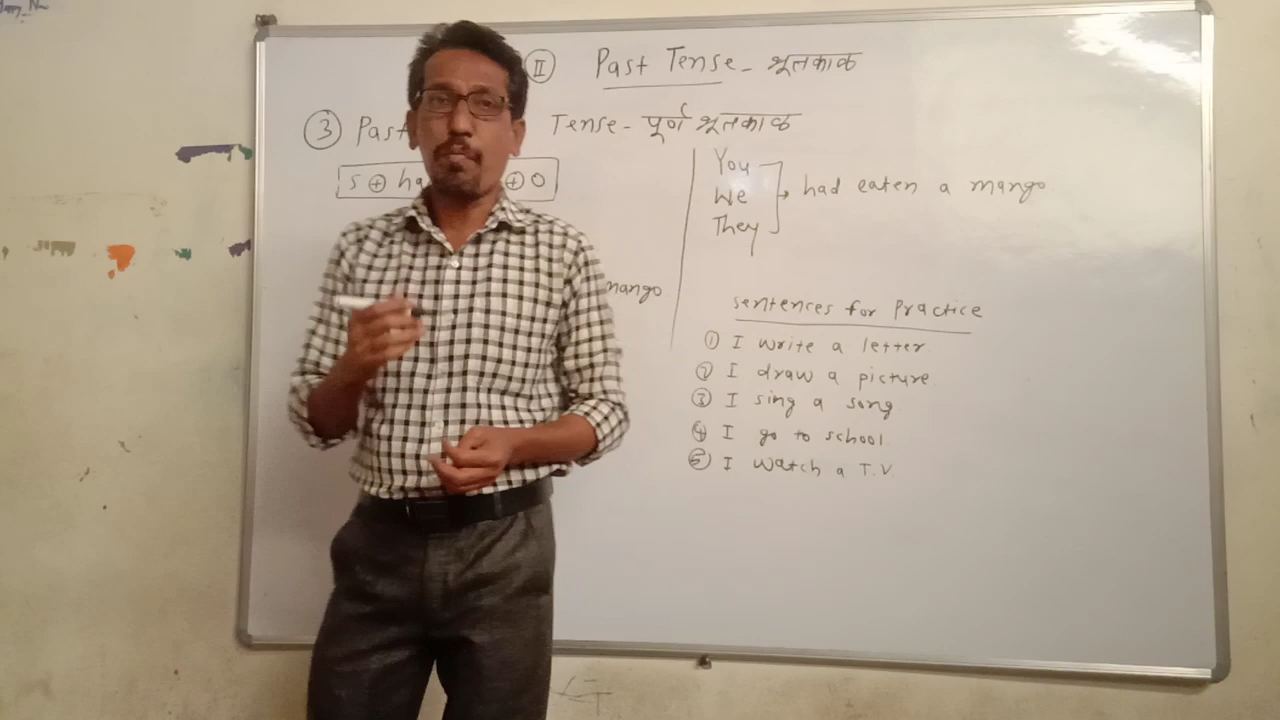 II Past Tense - भूतकाळ
3 Past Tense - पूर्ण भूतकाळ
S + ha + O
mango
You
We
They
had eaten a mango
Sentences for Practice
1 I write a letter
2 I draw a picture
3 I sing a song
4 I go to school.
5 I watch a T.V.